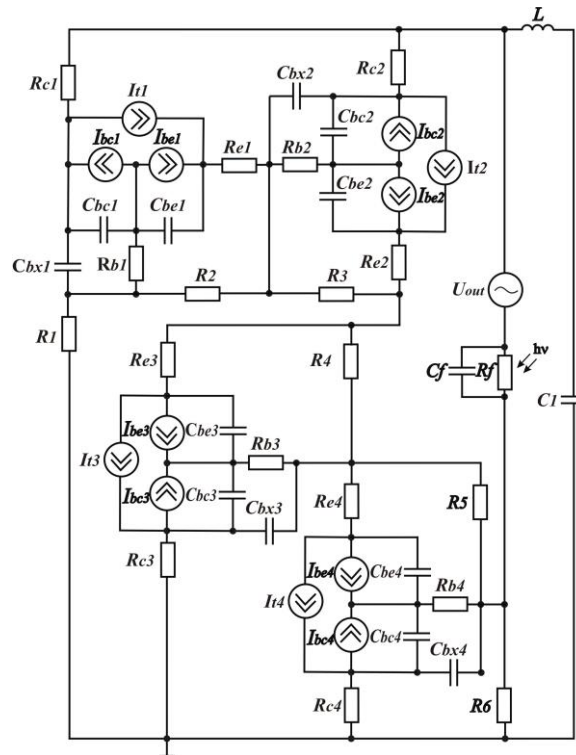 L
Rc1
It1
Cbx2
Rc2
Ibc1
Ibe1
Cbc2
Ibc2
Re1
Rb2
It2
Cbe2
Ibe2
Cbc1
Cbe1
Cbx1
Rb1
Re2
R2
R3
Uout
R1
Re3
R4
hν
Cf
Rf
C1
Ibe3
Cbe3
It3
Rb3
Ibc3
Cbc3
Cbx3
Re4
R5
Rc3
Ibe4
Cbe4
It4
Rb4
Ibc4
Cbc4
Cbx4
Rc4
R6